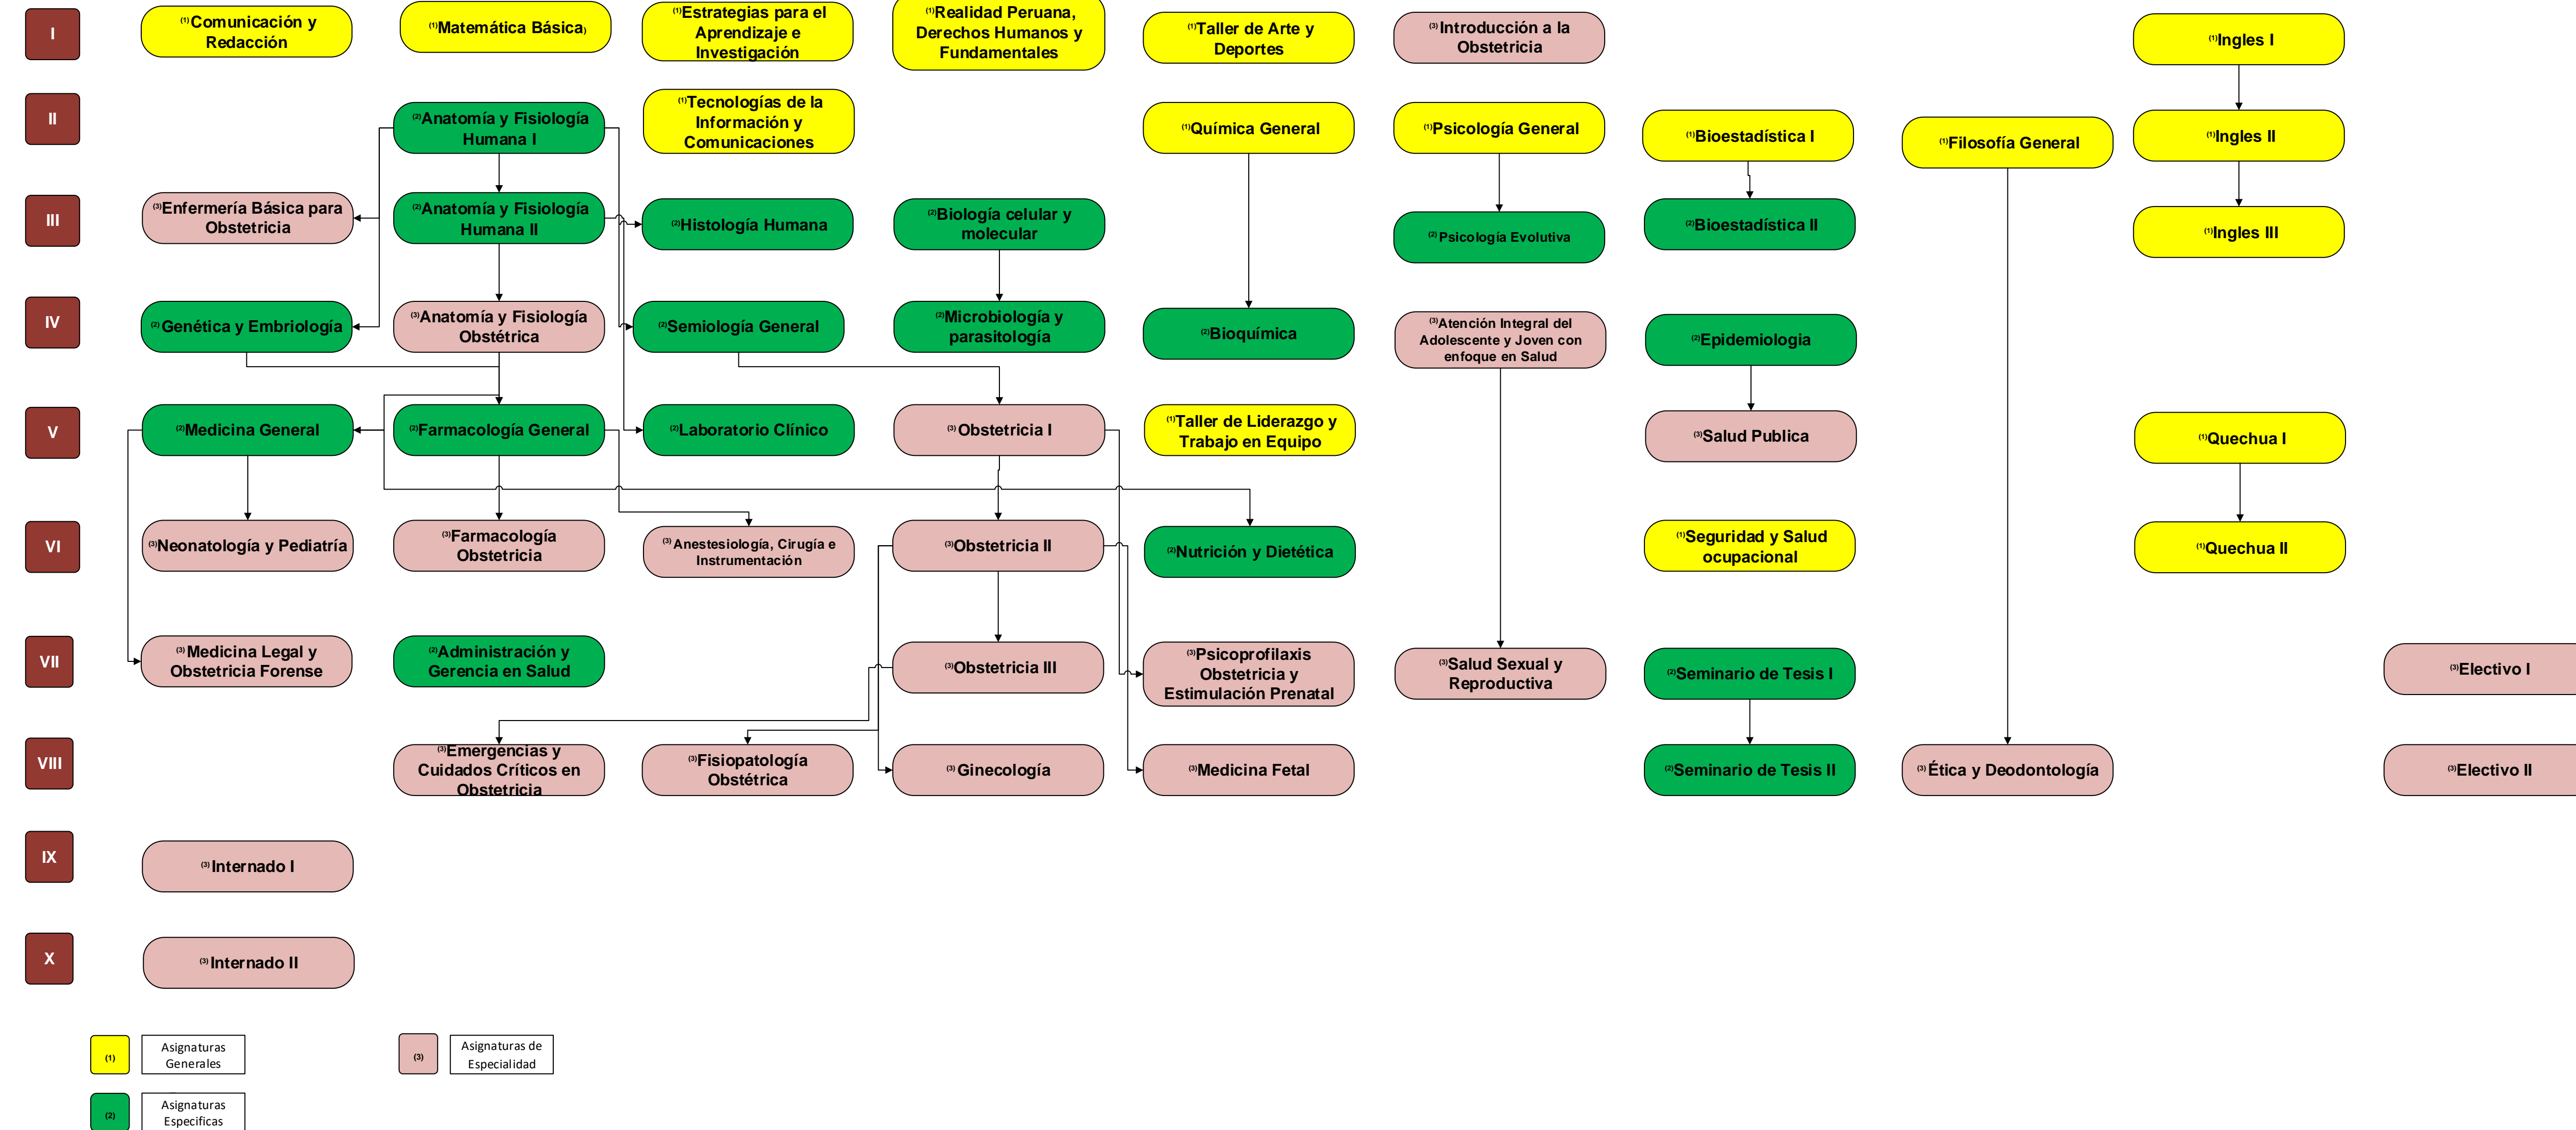 I
(1)Comunicación y
Redacción
(1)Matemática Básica)
(1)Estrategias para el
Aprendizaje e
Investigación
(1)Realidad Peruana,
Derechos Humanos y
Fundamentales
(1)Taller de Arte y
Deportes
(3) Introducción a la
Obstetricia
(1)Ingles I
II
(2)Anatomía y Fisiología
Humana I
(1)Tecnologías de la
Información y
Comunicaciones
(1)Química General
(1)Psicología General
(1)Bioestadística I
(1)Filosofía General
(1)Ingles II
III
(3)Enfermería Básica para
Obstetricia
(2)Anatomía y Fisiología
Humana II
(2)Histología Humana
(2)Biología celular y
molecular
(2) Psicología Evolutiva
(2)Bioestadística II
(1)Ingles III
IV
(2) Genética y Embriología
(3)Anatomía y Fisiología
Obstétrica
(2)Semiología General
(2)Microbiología y
parasitología
(2)Bioquímica
(3)Atención Integral del
Adolescente y Joven con
enfoque en Salud
(2)Epidemiologia
V
(2)Medicina General
(2)Farmacología General
(2)Laboratorio Clínico
(3) Obstetricia I
(1)Taller de Liderazgo y
Trabajo en Equipo
(3)Salud Publica
(1)Quechua I
VI
(3)Neonatología y Pediatría
(3)Farmacología
Obstetricia
(3) Anestesiología, Cirugía e
Instrumentación
(3)Obstetricia II
(2)Nutrición y Dietética
(1)Seguridad y Salud
ocupacional
(1)Quechua II
VII
(3) Medicina Legal y
Obstetricia Forense
(2)Administración y
Gerencia en Salud
(3)Obstetricia III
(3)Psicoprofilaxis
Obstetricia y
Estimulación Prenatal
(3)Salud Sexual y
Reproductiva
(2)Seminario de Tesis I
(3)Electivo I
VIII
(3)Emergencias y
Cuidados Críticos en
Obstetricia
(3)Fisiopatología
Obstétrica
(3) Ginecología
(3)Medicina Fetal
(2)Seminario de Tesis II
(3) Ética y Deodontología
(3)Electivo II
IX
(3) Internado I
X
(3) Internado II
(1)
Asignaturas
Generales
(3)
Asignaturas de
Especialidad
(2)
Asignaturas
Especificas